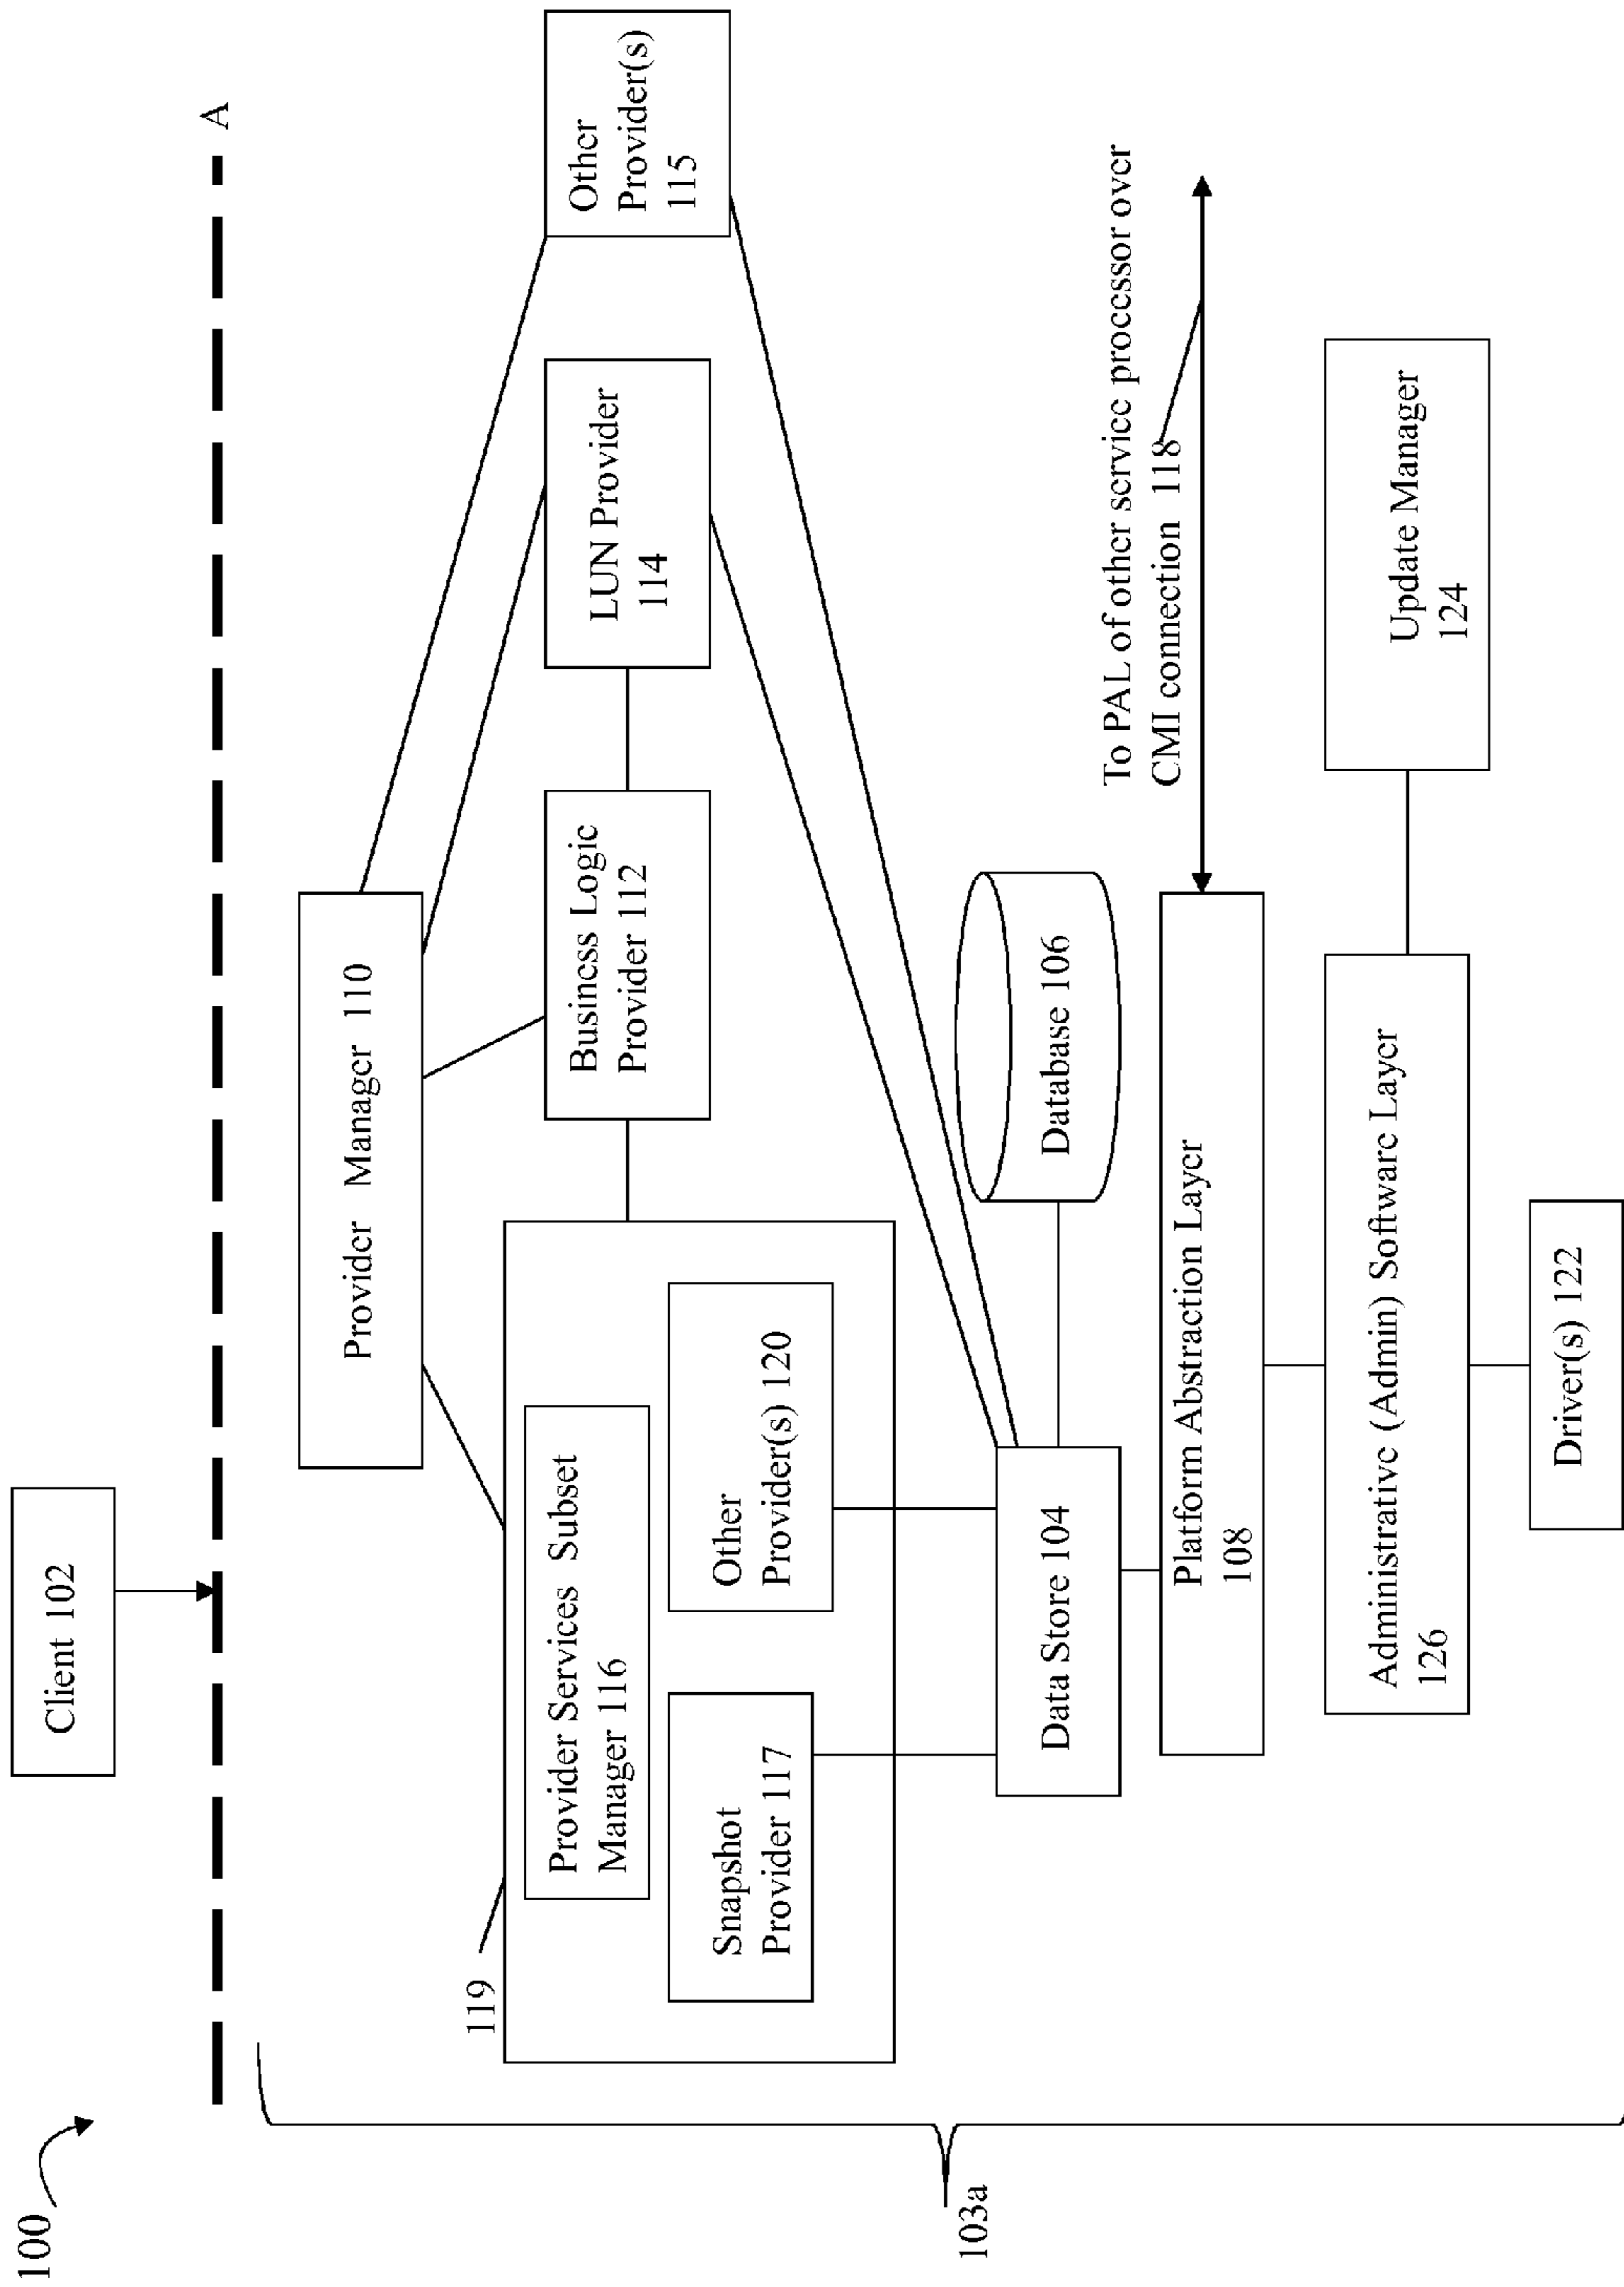 100
Client 102
A
Provider Manager 110
119
Provider Services Subset
Manager 116
Snapshot
Provider 117
Other
Provider(s) 120
Business Logic
Provider 112
LUN Provider
114
Other
Provider(s)
115
103a
Data Store 104
Database 106
To PAL of other service processor over
CMI connection 118
Platform Abstraction Layer
108
Administrative (Admin) Software Layer
126
Update Manager
124
Driver(s) 122